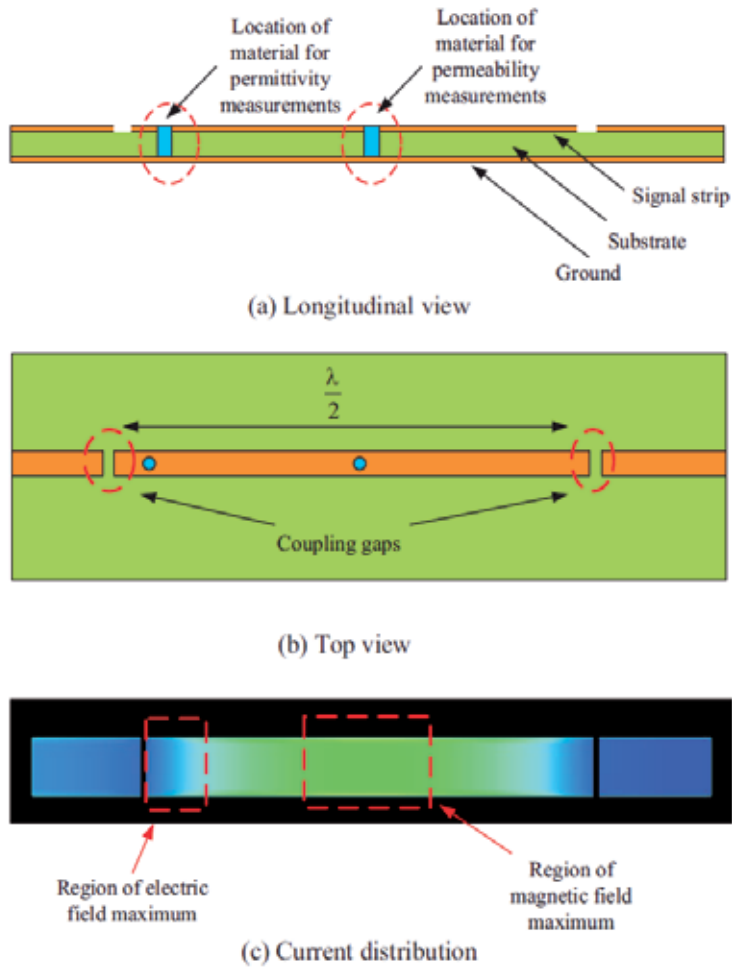 Location of
material for
permittivity
measurements
Location of
material for
permeability
measurements
Signal strip
Substrate
Ground
(a) Longitudinal view
λ
2
Coupling gaps
(b) Top view
Region of electric
field maximum
Region of
magnetic field
maximum
(c) Current distribution